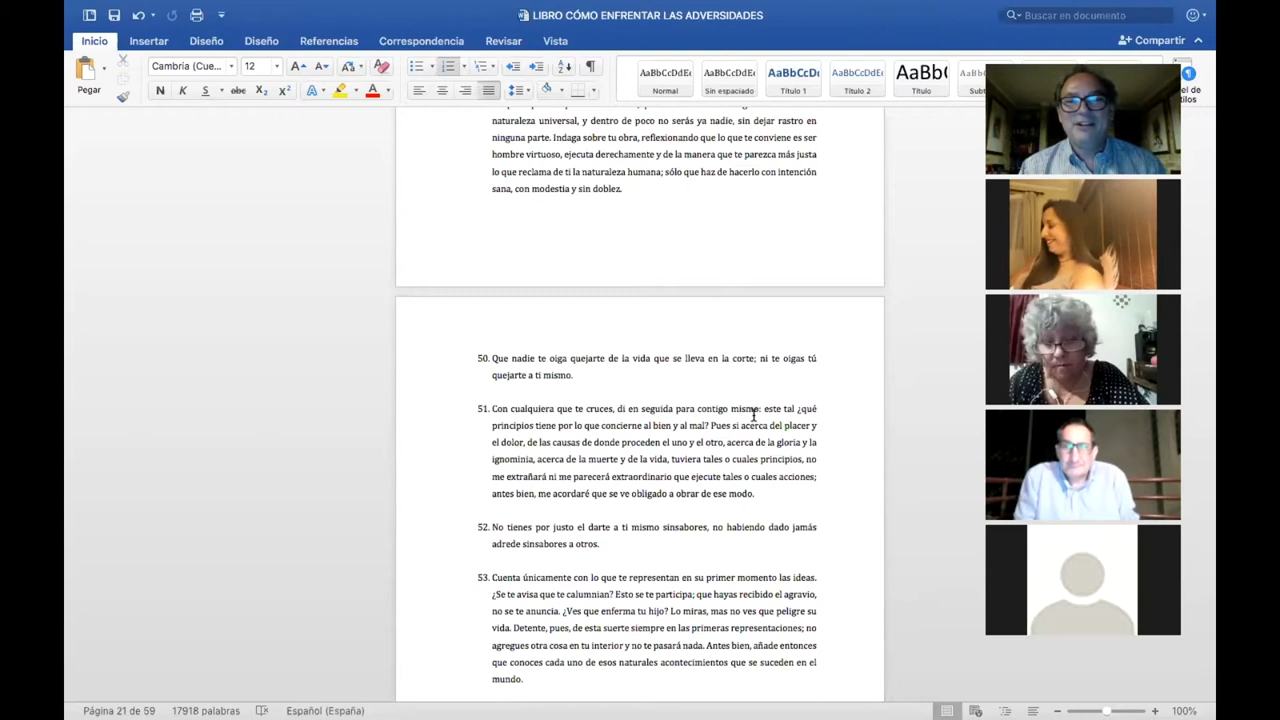 LIBRO CÓMO ENFRENTAR LAS ADVERSIDADES
Buscar en documento
Inicio Insertar Diseño Diseño Referencias Correspondencia Revisar Vista
Compartir
Pegar
Cambria (Cue... 12
N K S abc X₂ X² A A
AaBbCcDdEe AaBbCcDdEe AaBbCcDc AaBbCcDdEe AaBbC AaBbCcDdEe
Normal Sin espaciado Título 1 Título 2 Título
naturaleza universal, y dentro de poco no serás ya nadie, sin dejar rastro en
ninguna parte. Indaga sobre tu obra, reflexionando que lo que te conviene es ser
hombre virtuoso, ejecuta derechamente y de la manera que te parezca más justa
lo que reclama de ti la naturaleza humana; sólo que haz de hacerlo con intención
sana, con modestia y sin doblez.
50. Que nadie te oiga quejarte de la vida que se lleva en la corte; ni te oigas tú
quejarte a ti mismo.
51. Con cualquiera que te cruces, di en seguida para contigo mismo: este tal ¿qué
principios tiene por lo que concierne al bien y al mal? Pues si acerca del placer y
el dolor, de las causas de donde proceden el uno y el otro, acerca de la gloria y la
ignominia, acerca de la muerte y de la vida, tuviera tales o cuales principios, no
me extrañará ni me parecerá extraordinario que ejecute tales o cuales acciones;
antes bien, me acordaré que se ve obligado a obrar de ese modo.
52. No tienes por justo el darte a ti mismo sinsabores, no habiendo dado jamás
adrede sinsabores a otros.
53. Cuenta únicamente con lo que te representan en su primer momento las ideas.
¿Se te avisa que te calumnian? Esto se te participa; que hayas recibido el agravio,
no se te anuncia. ¿Ves que enferma tu hijo? Lo miras, mas no ves que peligre su
vida. Detente, pues, de esta suerte siempre en las primeras representaciones; no
agregues otra cosa en tu interior y no te pasará nada. Antes bien, añade entonces
que conoces cada uno de esos naturales acontecimientos que se suceden en el
mundo.
Página 21 de 59 17918 palabras Español (España) 100%